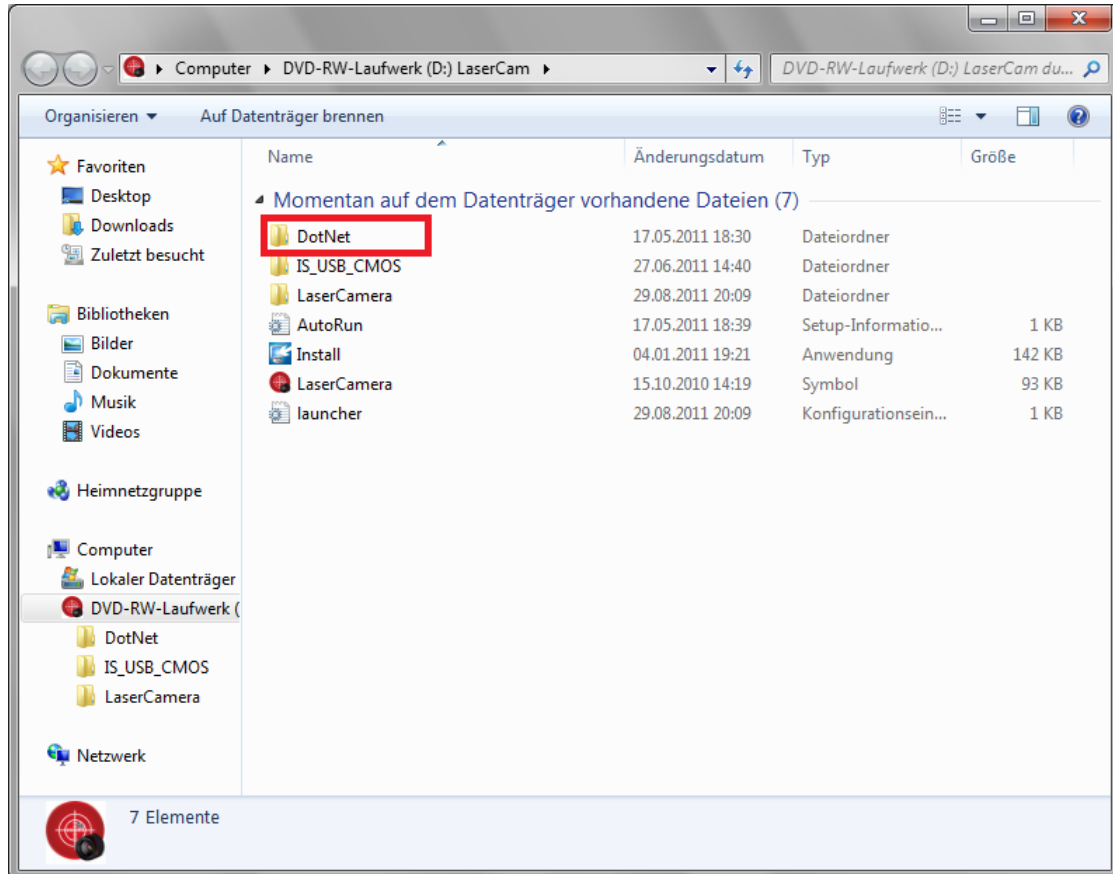 Computer ▸ DVD-RW-Laufwerk (D:) LaserCam ▸ DVD-RW-Laufwerk (D:) LaserCam du...
Organisieren Auf Datenträger brennen
Name Änderungsdatum Typ Größe
Momentan auf dem Datenträger vorhandene Dateien (7)
DotNet 17.05.2011 18:30 Dateiordner
IS_USB_CMOS 27.06.2011 14:40 Dateiordner
LaserCamera 29.08.2011 20:09 Dateiordner
AutoRun 17.05.2011 18:39 Setup-Informatio... 1 KB
Install 04.01.2011 19:21 Anwendung 142 KB
LaserCamera 15.10.2010 14:19 Symbol 93 KB
launcher 29.08.2011 20:09 Konfigurationsein... 1 KB
Favoriten
Desktop
Downloads
Zuletzt besucht
Bibliotheken
Bilder
Dokumente
Musik
Videos
Heimnetzgruppe
Computer
Lokaler Datenträger
DVD-RW-Laufwerk (
DotNet
IS_USB_CMOS
LaserCamera
Netzwerk
7 Elemente